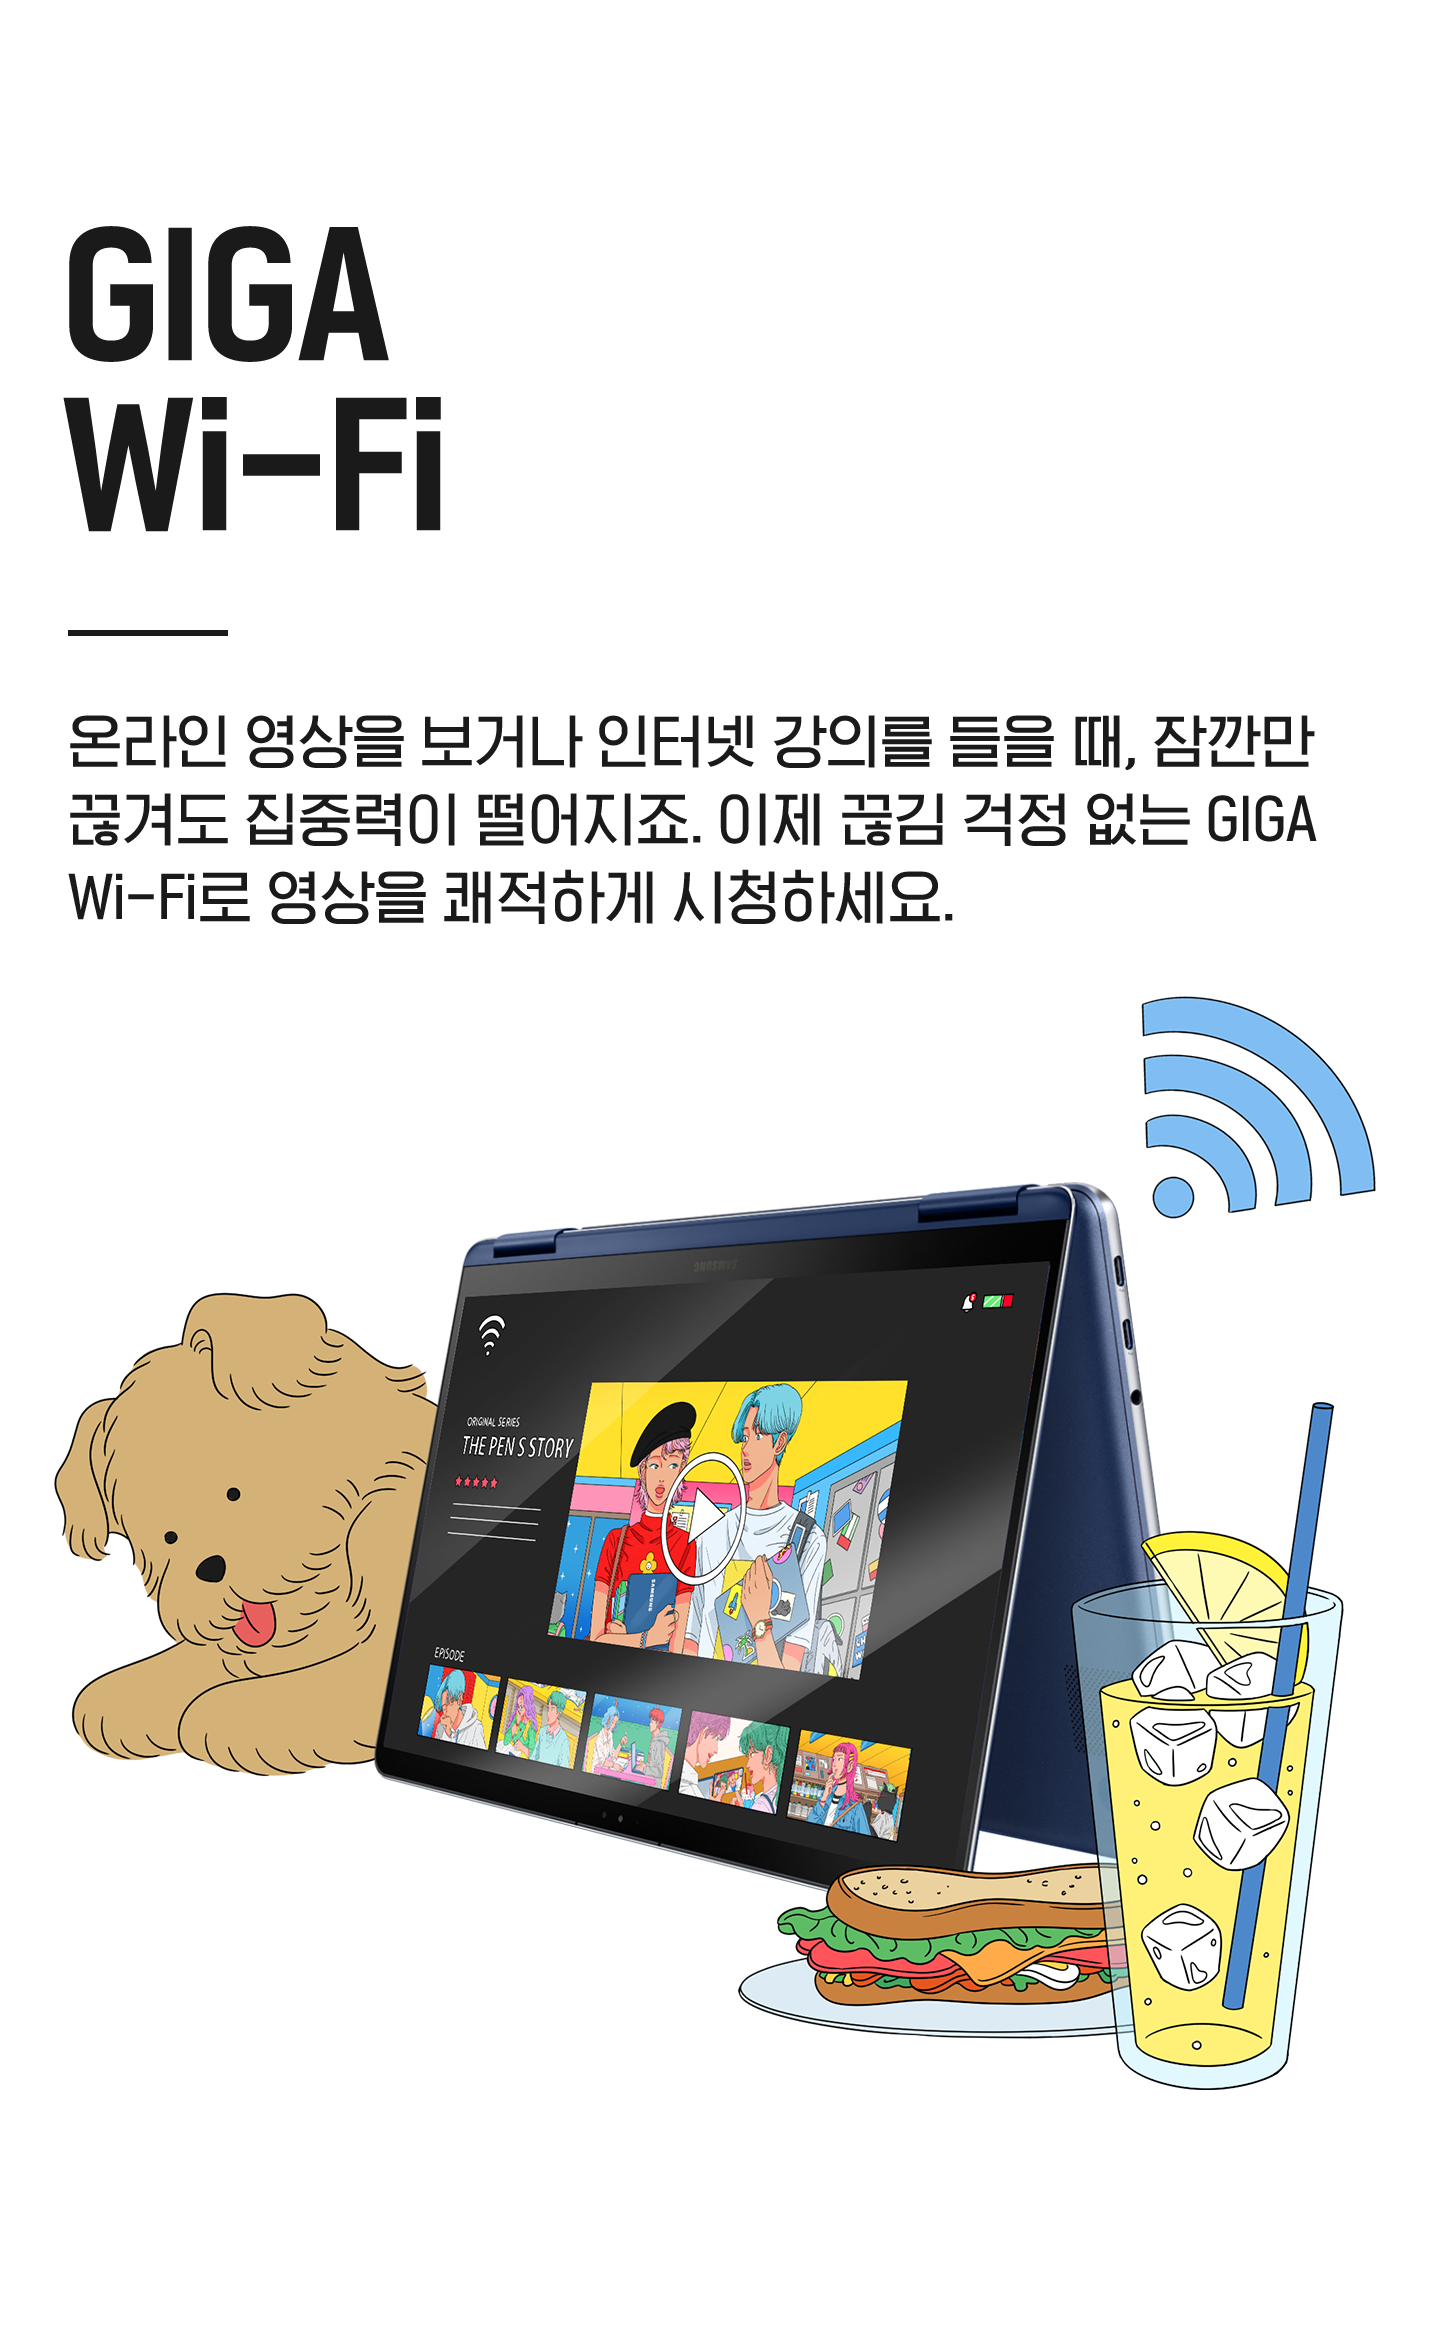 GIGA
Wi-Fi
온라인 영상을 보거나 인터넷 강의를 들을 때, 잠깐만
끊겨도 집중력이 떨어지죠. 이제 끊김 걱정 없는 GIGA
Wi-Fi로 영상을 쾌적하게 시청하세요.
SAMSUNG
ORIGINAL SERIES
THE PEN S STORY
SAMSUNG
EPISODE